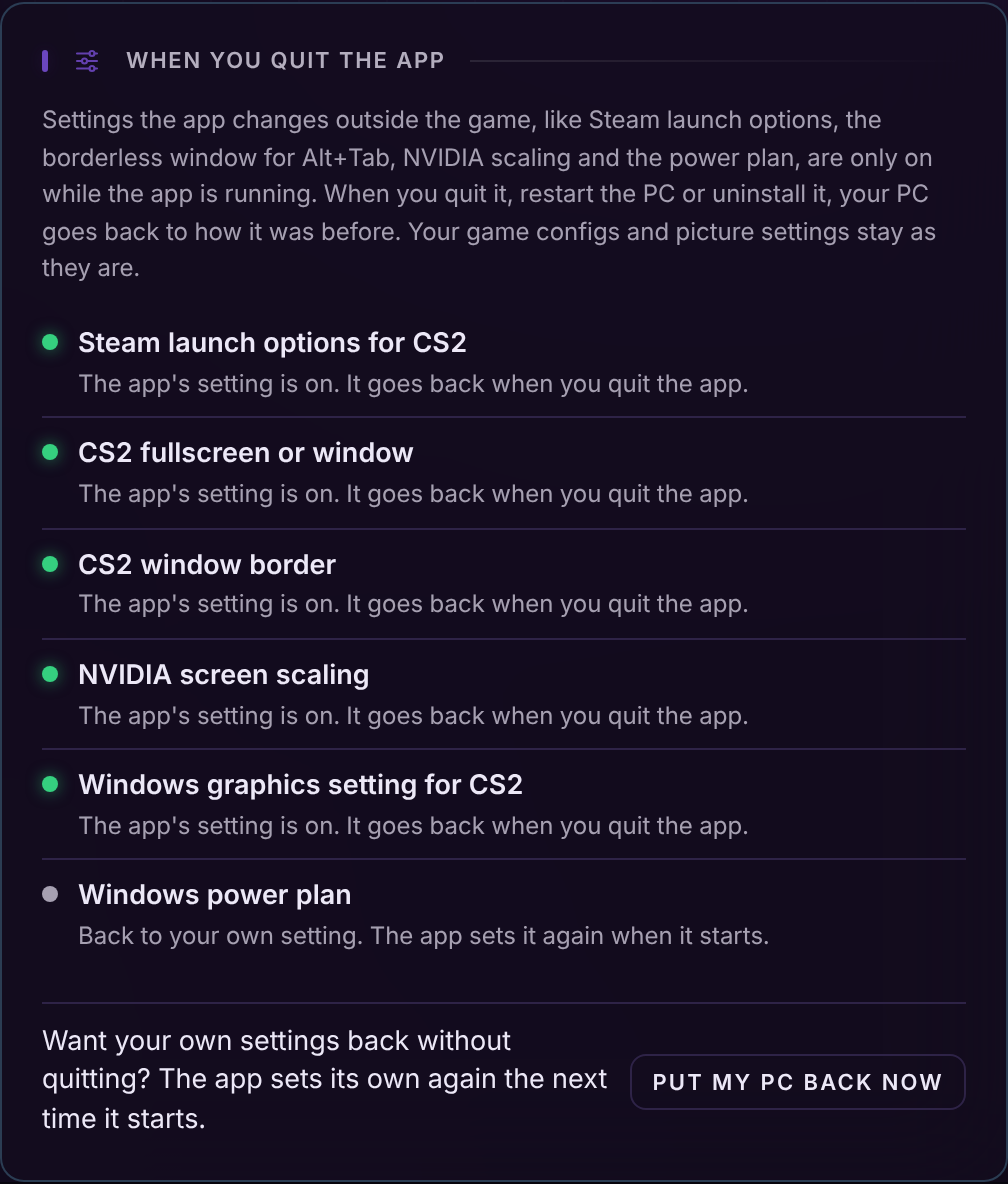 WHEN YOU QUIT THE APP
Settings the app changes outside the game, like Steam launch options, the
borderless window for Alt+Tab, NVIDIA scaling and the power plan, are only on
while the app is running. When you quit it, restart the PC or uninstall it, your PC
goes back to how it was before. Your game configs and picture settings stay as
they are.
Steam launch options for CS2
The app's setting is on. It goes back when you quit the app.
CS2 fullscreen or window
The app's setting is on. It goes back when you quit the app.
CS2 window border
The app's setting is on. It goes back when you quit the app.
NVIDIA screen scaling
The app's setting is on. It goes back when you quit the app.
Windows graphics setting for CS2
The app's setting is on. It goes back when you quit the app.
Windows power plan
Back to your own setting. The app sets it again when it starts.
Want your own settings back without
quitting? The app sets its own again the next
time it starts.
PUT MY PC BACK NOW